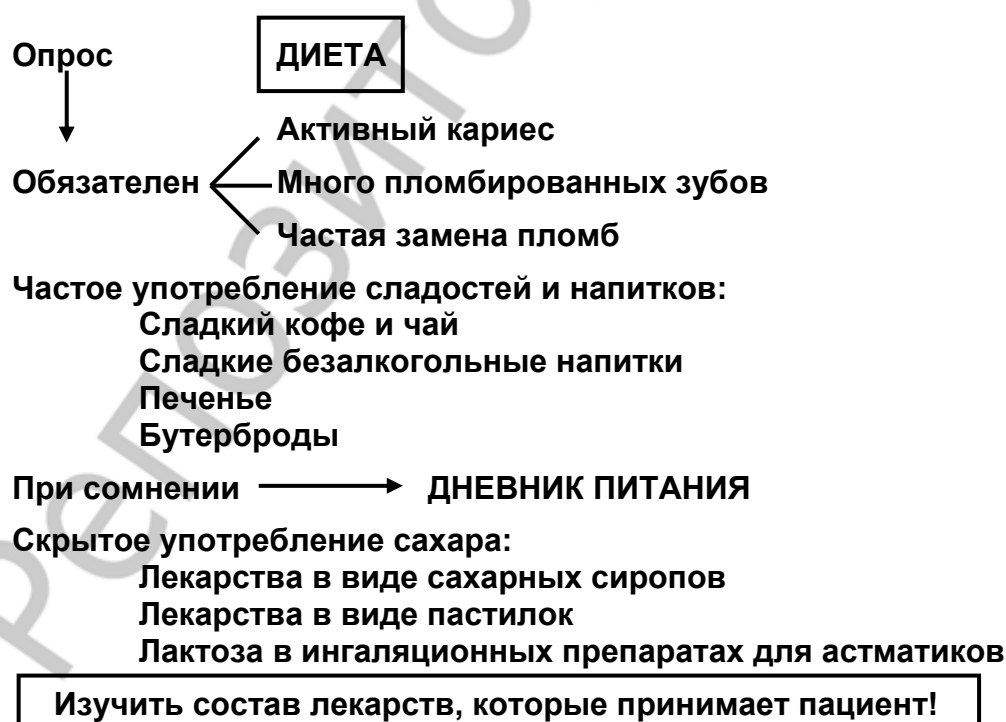 Опрос ДИЕТА
Активный кариес
Обязателен Много пломбированных зубов
Частая замена пломб
Частое употребление сладостей и напитков:
Сладкий кофе и чай
Сладкие безалкогольные напитки
Печенье
Бутерброды
При сомнении ДНЕВНИК ПИТАНИЯ
Скрытое употребление сахара:
Лекарства в виде сахарных сиропов
Лекарства в виде пастилок
Лактоза в ингаляционных препаратах для астматиков
Изучить состав лекарств, которые принимает пациент!